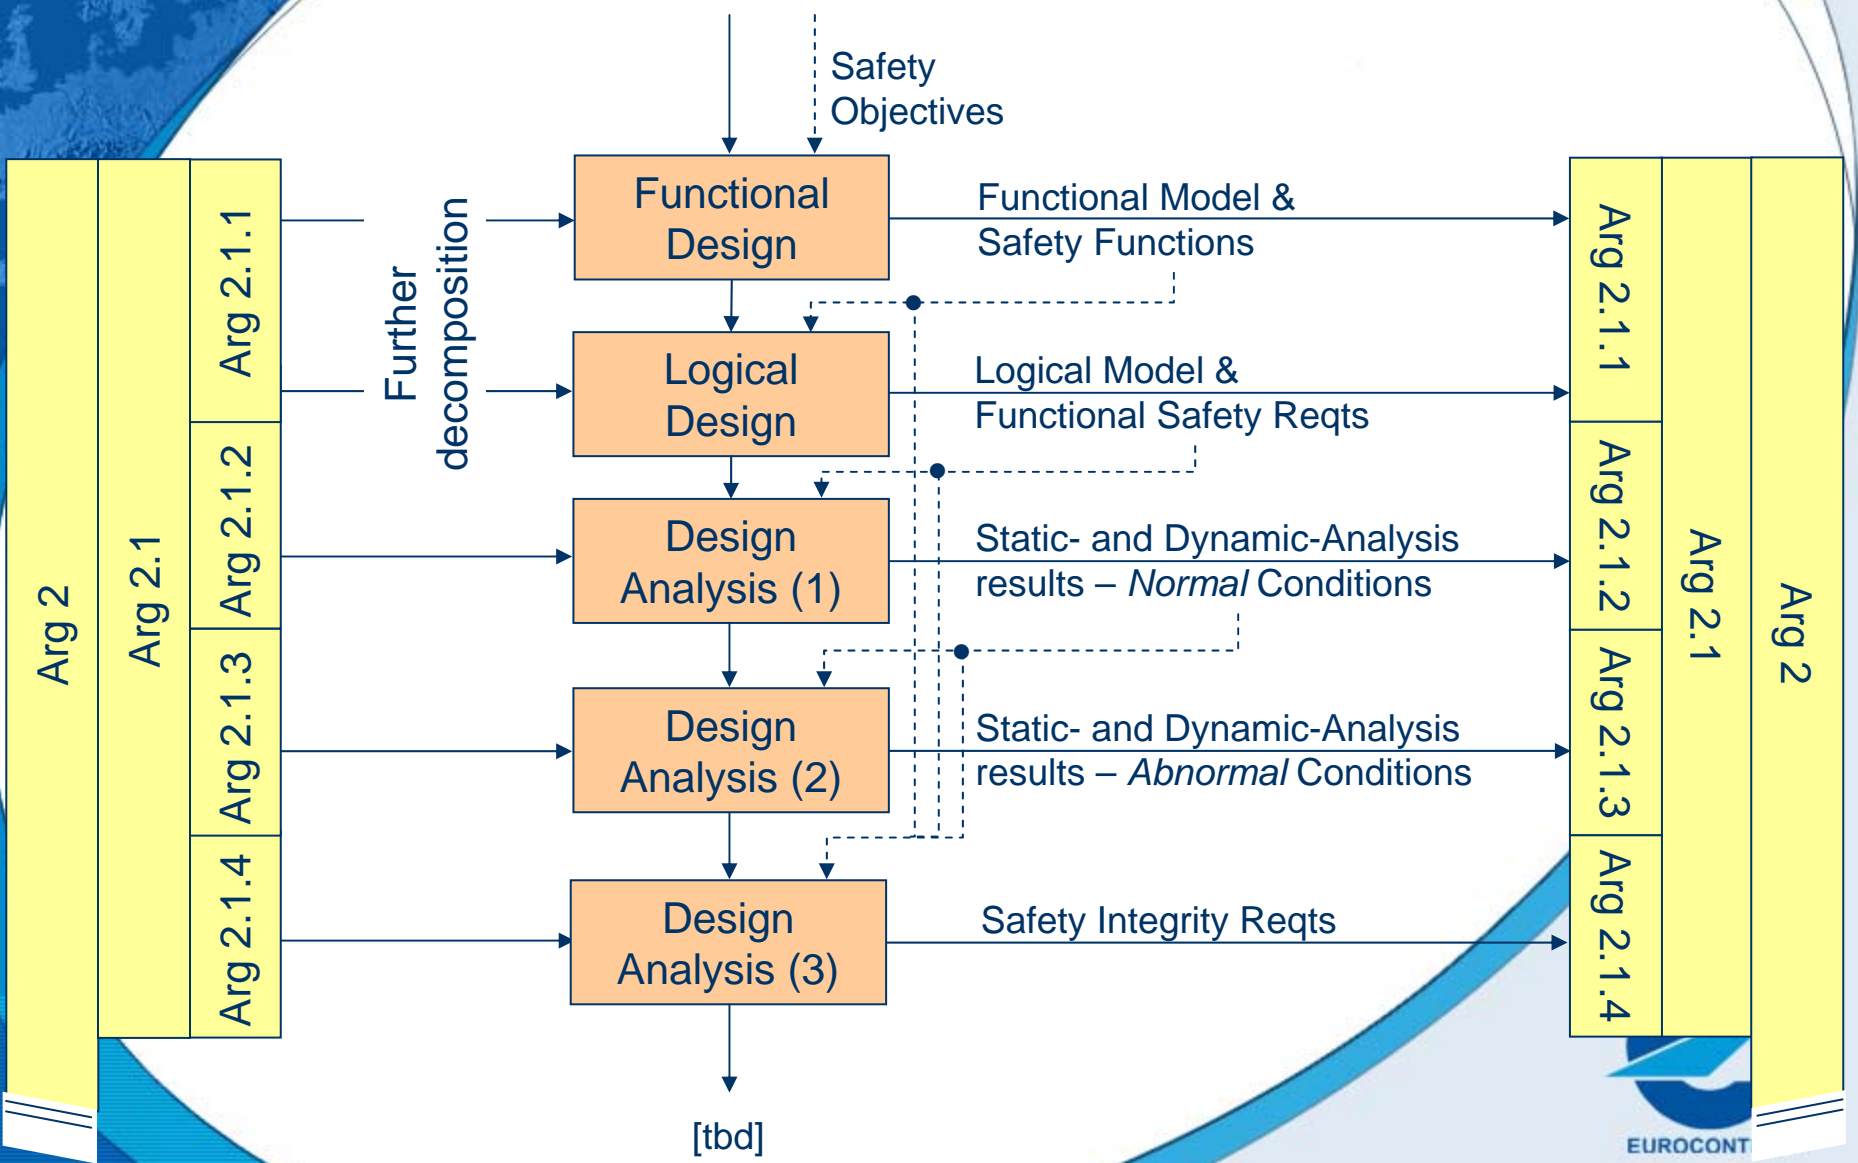 Safety
Objectives
Arg 2
Arg 2.1
Arg 2.1.1
Arg 2.1.2
Arg 2.1.3
Arg 2.1.4
Further
decomposition
Functional
Design
Functional Model &
Safety Functions
Logical
Design
Logical Model &
Functional Safety Reqts
Design
Analysis (1)
Static- and Dynamic-Analysis
results – Normal Conditions
Design
Analysis (2)
Static- and Dynamic-Analysis
results – Abnormal Conditions
Design
Analysis (3)
Safety Integrity Reqts
[tbd]
Arg 2.1.1
Arg 2.1.2
Arg 2.1.3
Arg 2.1.4
Arg 2.1
Arg 2
EUROCONT